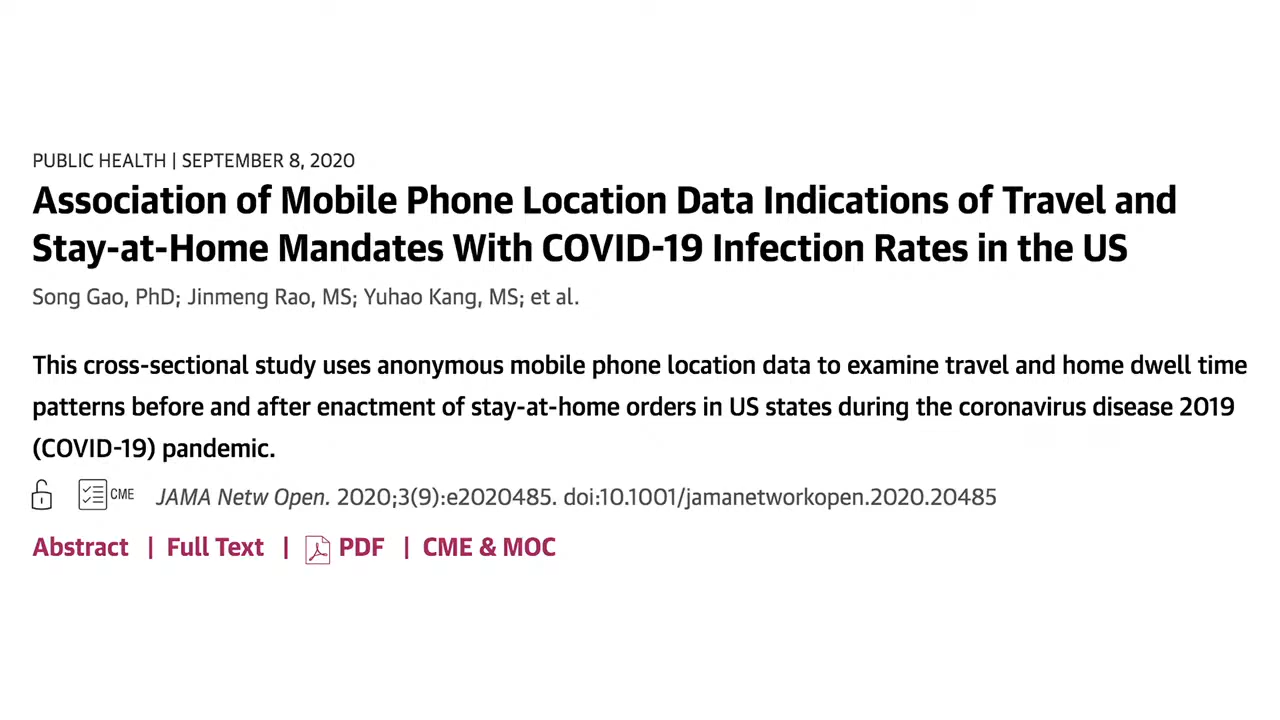 PUBLIC HEALTH | SEPTEMBER 8, 2020
Association of Mobile Phone Location Data Indications of Travel and
Stay-at-Home Mandates With COVID-19 Infection Rates in the US
Song Gao, PhD; Jinmeng Rao, MS; Yuhao Kang, MS; et al.
This cross-sectional study uses anonymous mobile phone location data to examine travel and home dwell time
patterns before and after enactment of stay-at-home orders in US states during the coronavirus disease 2019
(COVID-19) pandemic.
CME JAMA Netw Open. 2020;3(9):e2020485. doi:10.1001/jamanetworkopen.2020.20485
Abstract | Full Text | PDF | CME & MOC